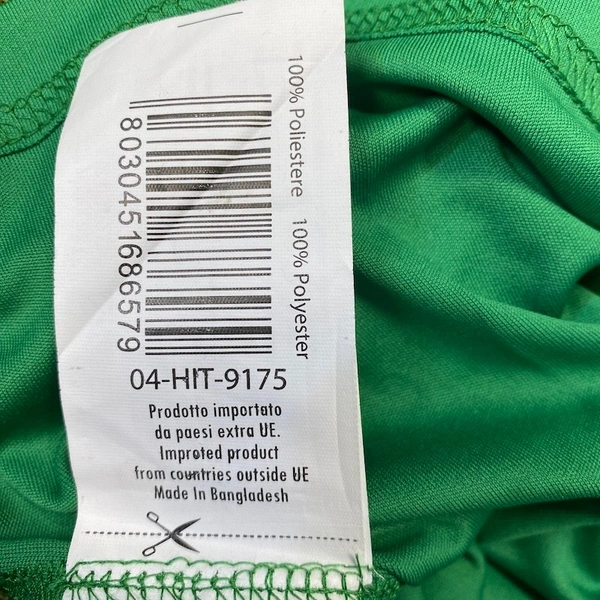 100% Poliestere 100% Polyester
8030451686579
04-HIT-9175
Prodotto importato
da paesi extra UE.
Improted product
from countries outside UE
Made In Bangladesh